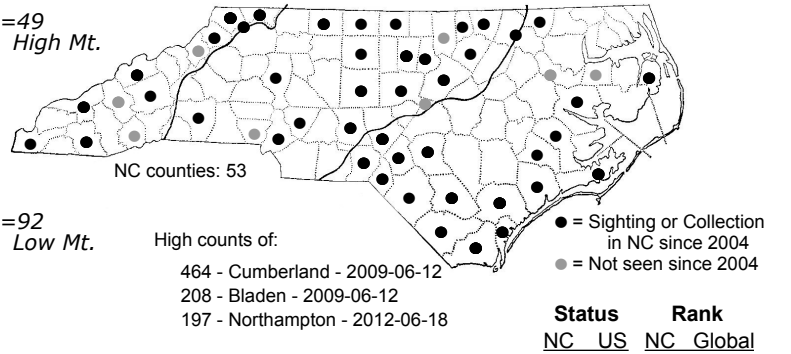 =49
High Mt.
NC counties: 53
=92
Low Mt.
High counts of:
464 - Cumberland - 2009-06-12
208 - Bladen - 2009-06-12
197 - Northampton - 2012-06-18
= Sighting or Collection
in NC since 2004
= Not seen since 2004
Status Rank
NC US NC Global